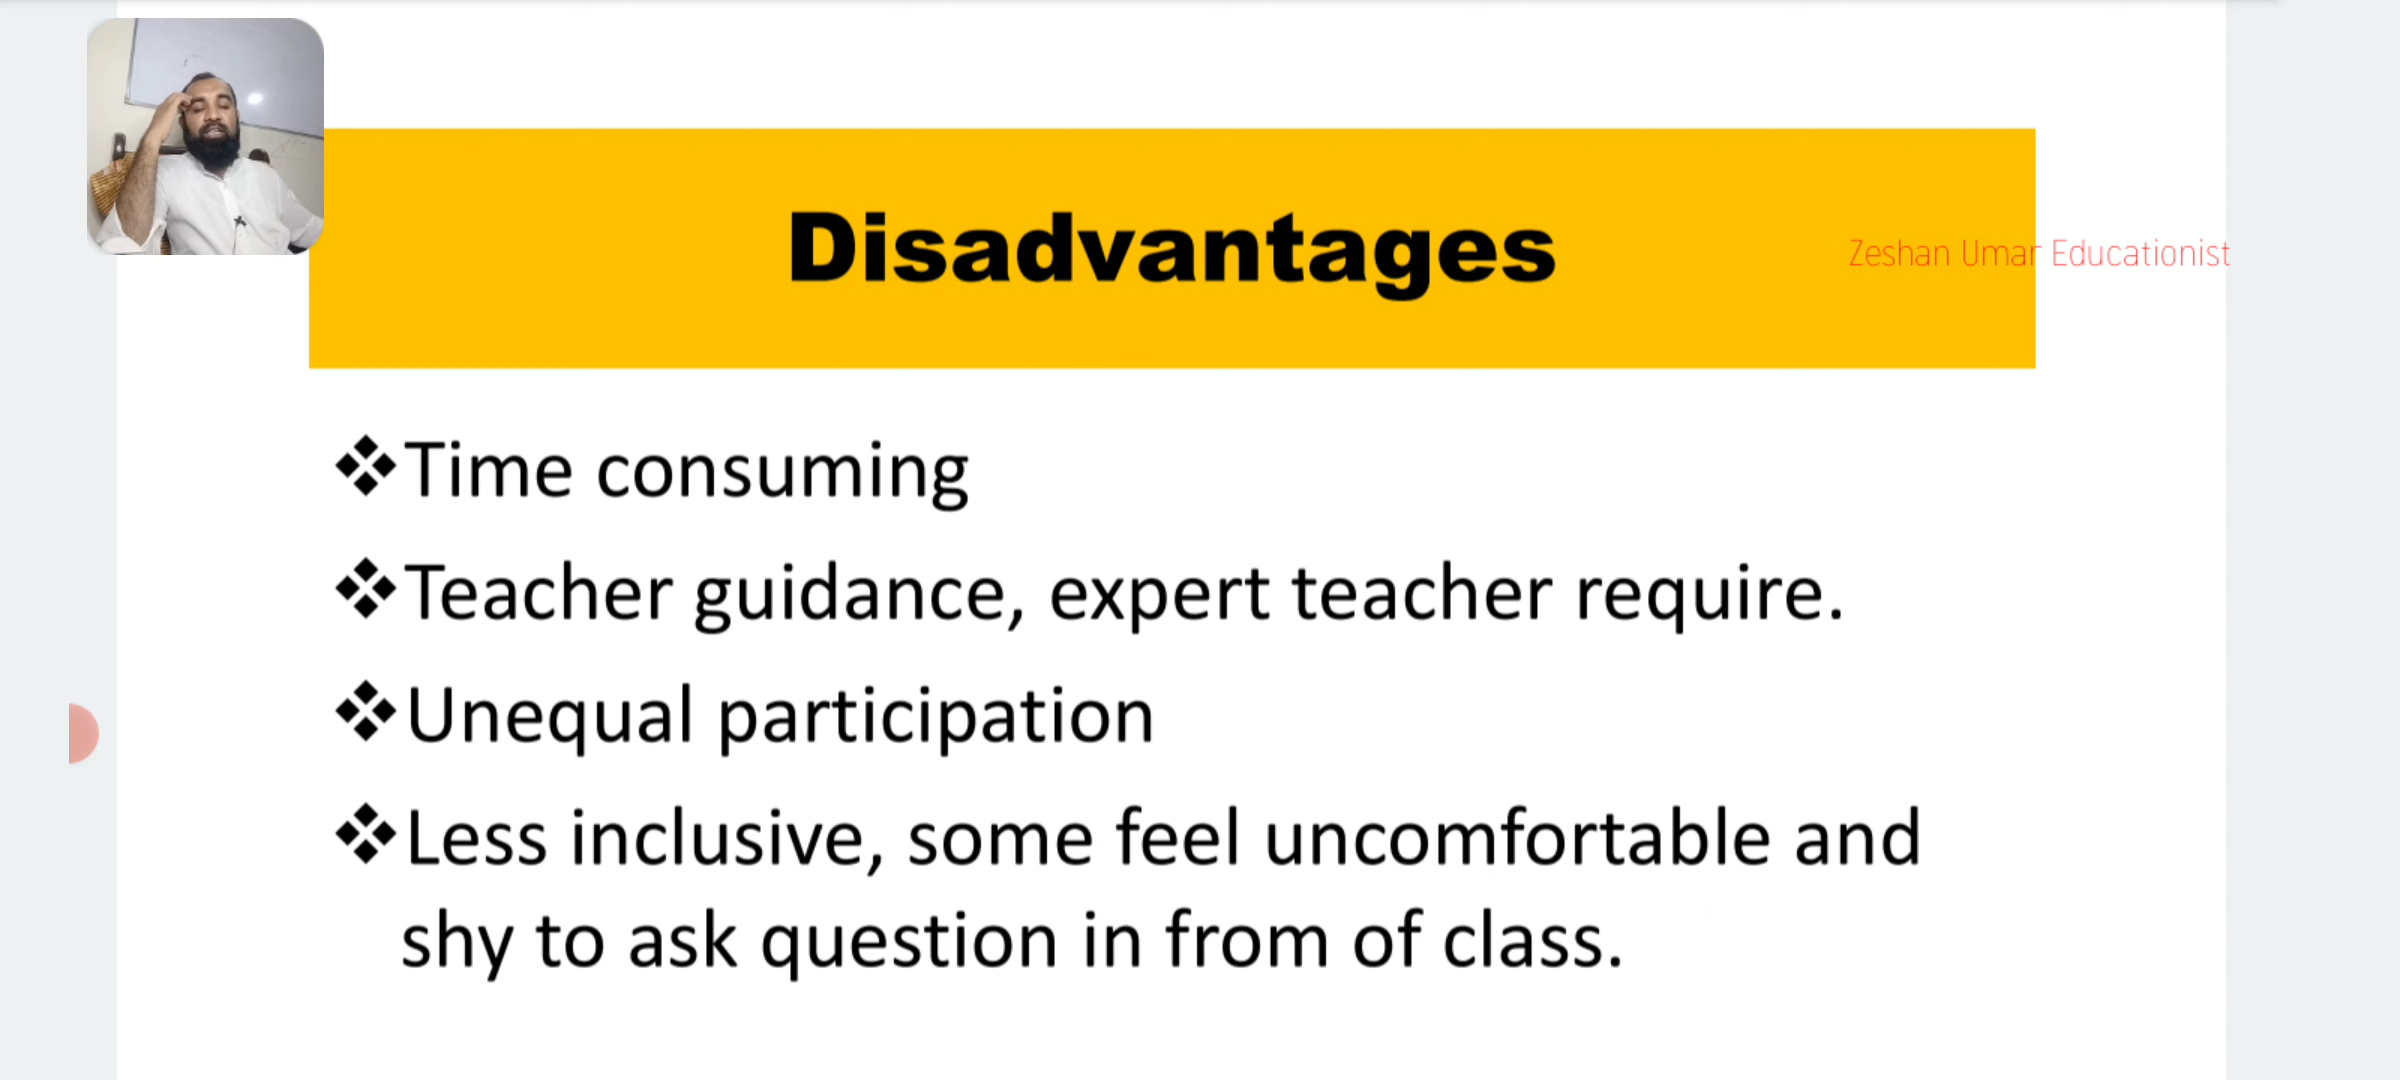 Disadvantages
Zeshan Umar Educationist
❖Time consuming
❖Teacher guidance, expert teacher require.
❖Unequal participation
❖Less inclusive, some feel uncomfortable and
shy to ask question in from of class.